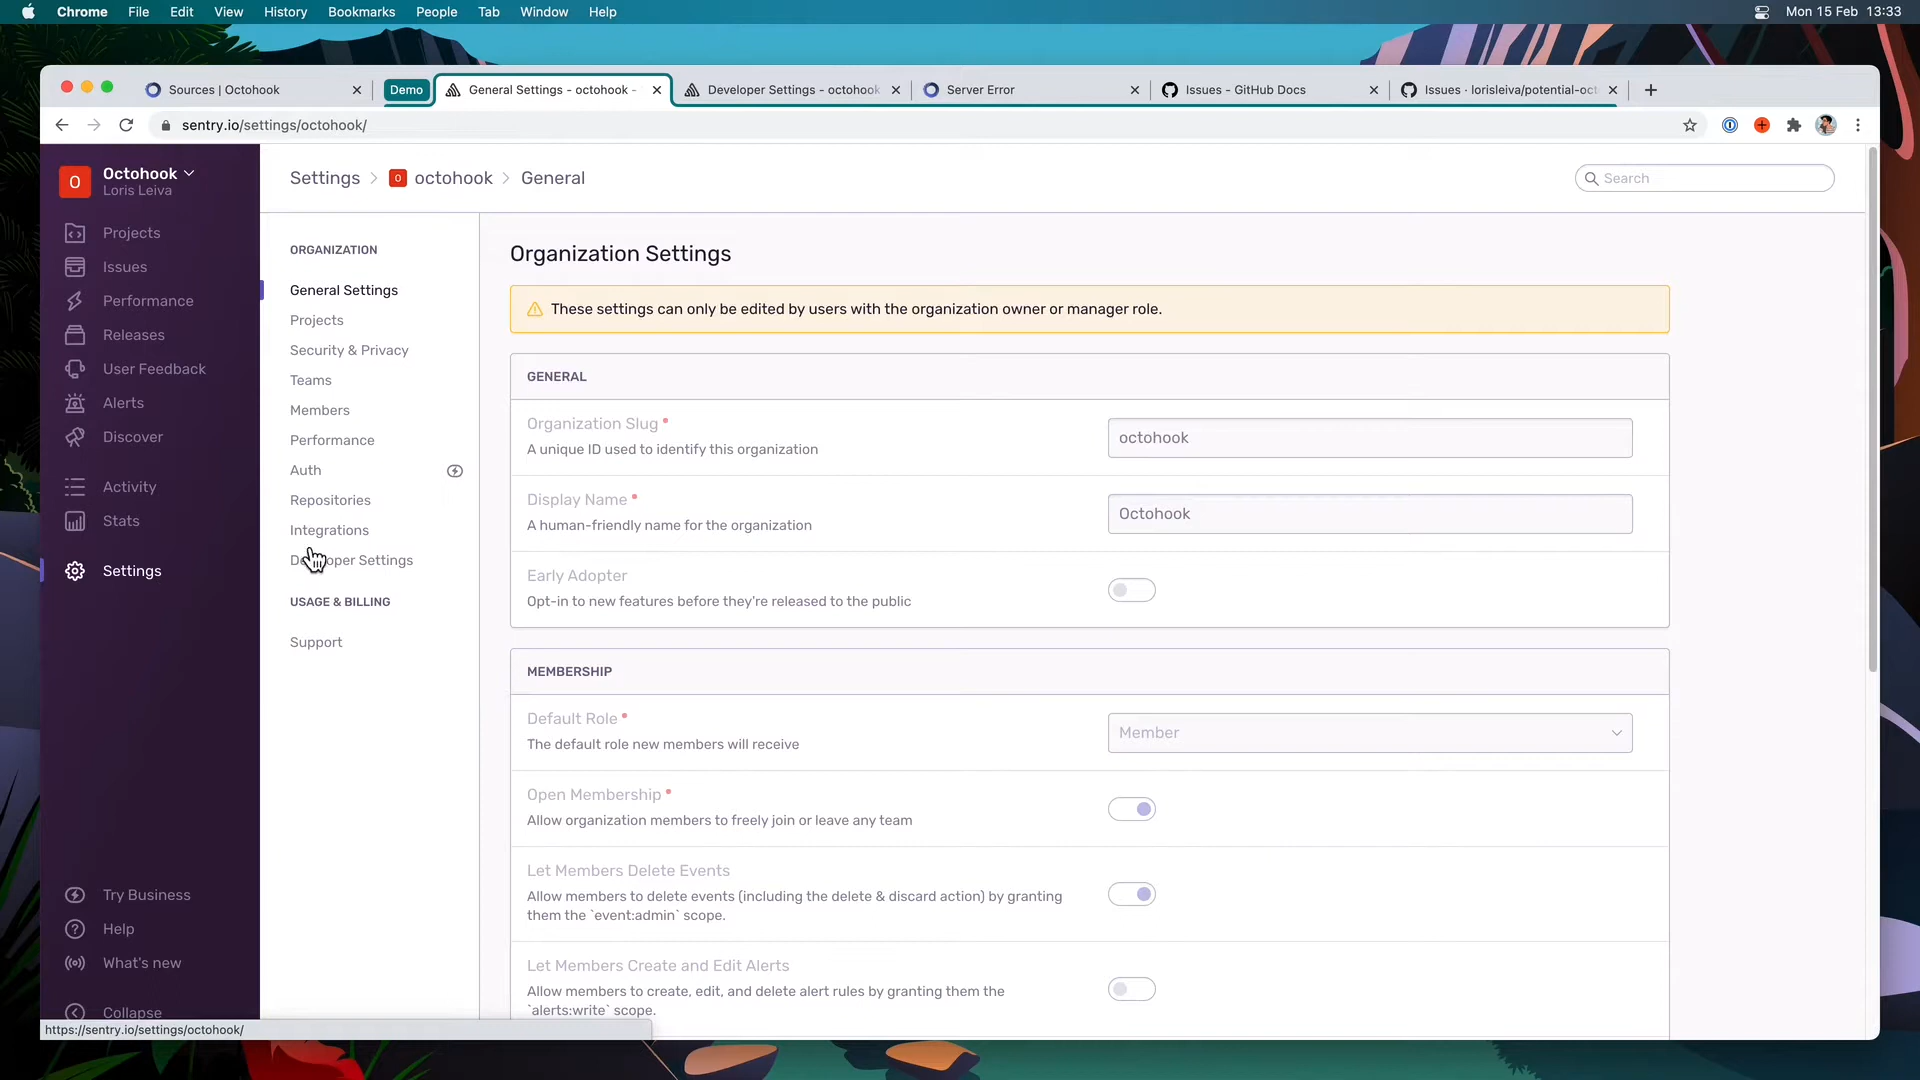 Chrome File Edit View History Bookmarks People Tab Window Help Mon 15 Feb 13:33
Sources | Octohook Demo General Settings - octohook - Developer Settings - octohook Server Error Issues - GitHub Docs Issues · lorisleiva/potential-oct
sentry.io/settings/octohook/
O
Octohook
Loris Leiva
Projects
Issues
Performance
Releases
User Feedback
Alerts
Discover
Activity
Stats
Settings
Try Business
Help
What's new
Collapse
https://sentry.io/settings/octohook/
Settings > O octohook > General
Search
ORGANIZATION
General Settings
Projects
Security & Privacy
Teams
Members
Performance
Auth
Repositories
Integrations
Settings
USAGE & BILLING
Support
Organization Settings
These settings can only be edited by users with the organization owner or manager role.
GENERAL
Organization Slug
A unique ID used to identify this organization
octohook
Display Name
A human-friendly name for the organization
Octohook
Early Adopter
Opt-in to new features before they're released to the public
MEMBERSHIP
Default Role
The default role new members will receive
Member
Open Membership
Allow organization members to freely join or leave any team
Let Members Delete Events
Allow members to delete events (including the delete & discard action) by granting
them the `event:admin` scope.
Let Members Create and Edit Alerts
Allow members to create, edit, and delete alert rules by granting them the
`alerts:write` scope.